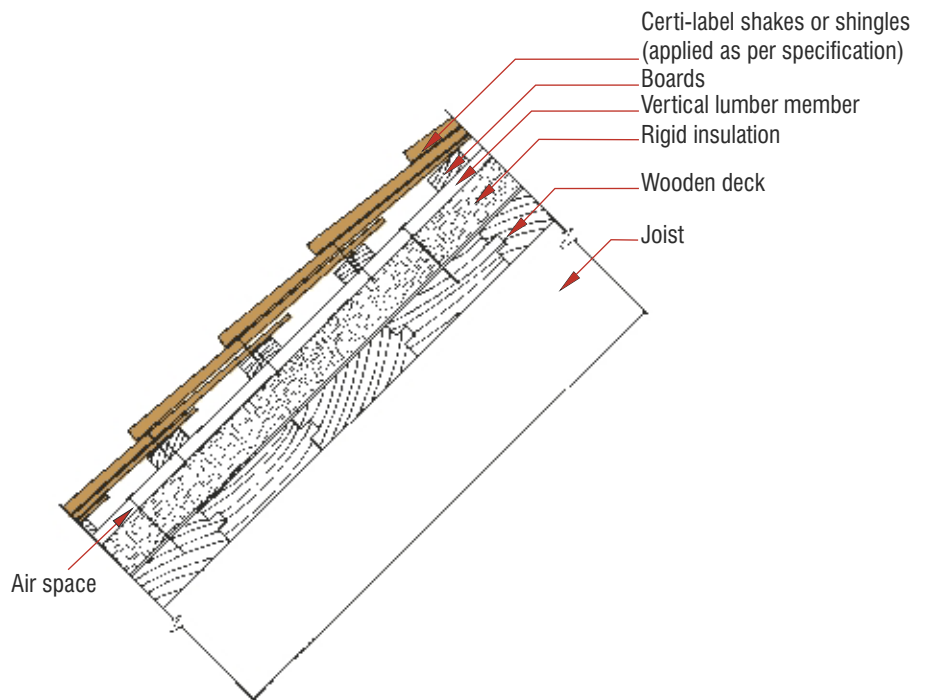 Certi-label shakes or shingles
(applied as per specification)
Boards
Vertical lumber member
Rigid insulation
Wooden deck
Joist
Air space